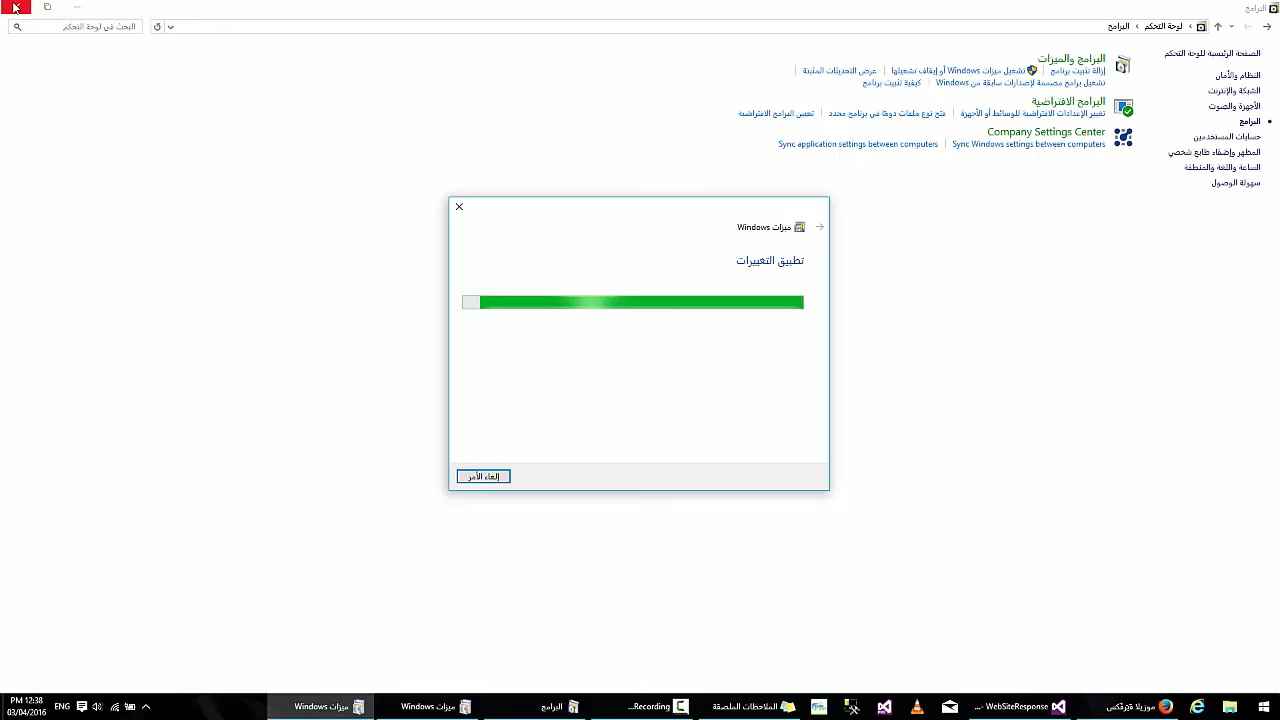 البرامج
لوحة التحكم
البرامج
البحث في لوحة التحكم
الصفحة الرئيسية للوحة التحكم
النظام والأمان
الشبكة والإنترنت
الأجهزة والصوت
البرامج
حسابات المستخدمين
المظهر وإضفاء طابع شخصي
الساعة واللغة والمنطقة
سهولة الوصول
البرامج والميزات
إزالة تثبيت برنامج | تشغيل ميزات Windows أو إيقاف تشغيلها | عرض التحديثات المثبتة |
تشغيل برامج مصممة لإصدارات سابقة من Windows | كيفية تثبيت برنامج
البرامج الافتراضية
تغيير الإعدادات الافتراضية للوسائط أو الأجهزة | فتح نوع ملفات دومًا في برنامج محدد | تعيين البرامج الافتراضية
Company Settings Center
Sync application settings between computers | Sync Windows settings between computers
ميزات Windows
تطبيق التغييرات
إلغاء الأمر
موزيلا فَيَرفُكس
WebSiteResponse - ...
الملاحظات الملصقة
Recording...
البرامج
ميزات Windows
ميزات Windows
ENG
PM 12:38
03/04/2016